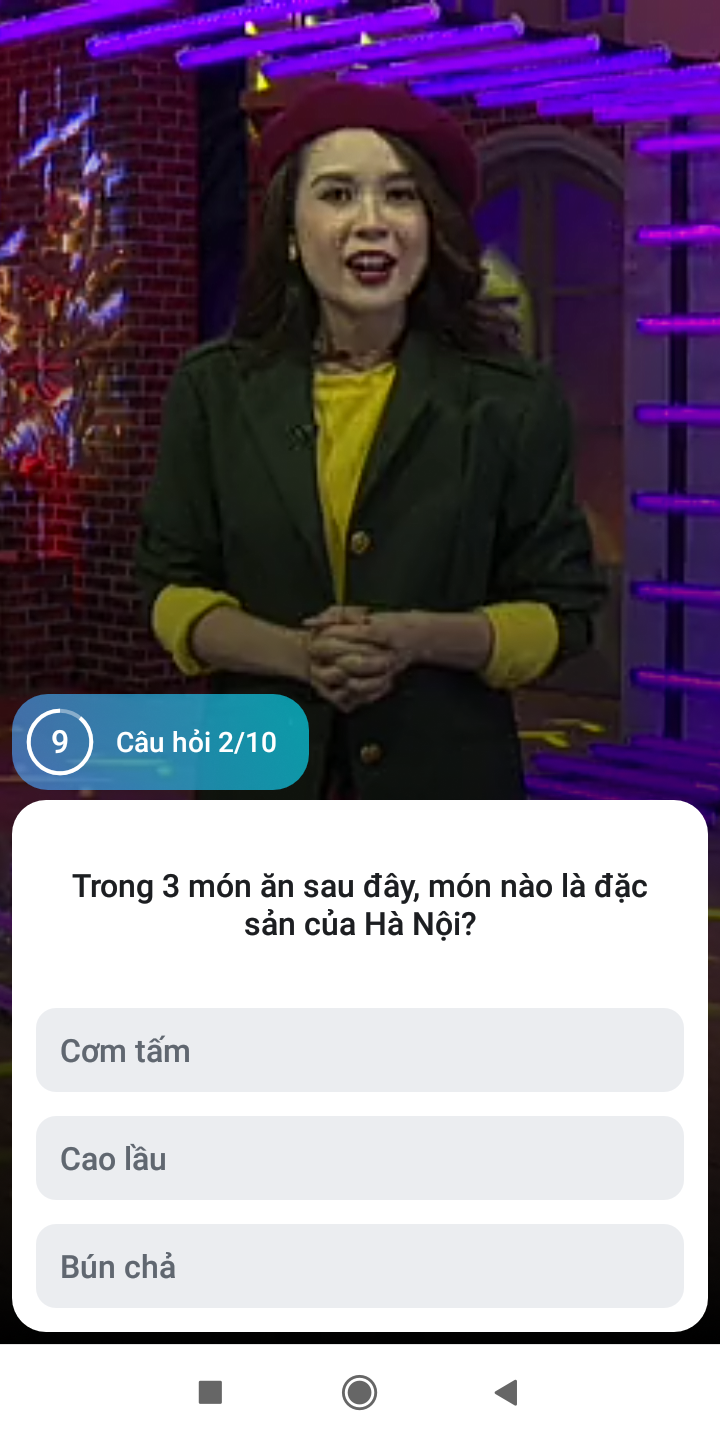 9
Câu hỏi 2/10
Trong 3 món ăn sau đây, món nào là đặc
sản của Hà Nội?
Cơm tấm
Cao lầu
Bún chả